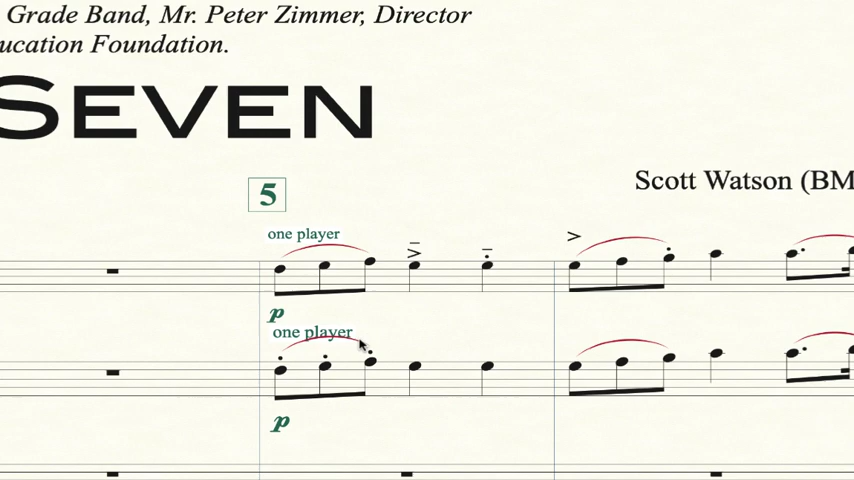 Grade Band, Mr. Peter Zimmer, Director
ucation Foundation.
SEVEN
5
Scott Watson (BM
one player
p
one player
p